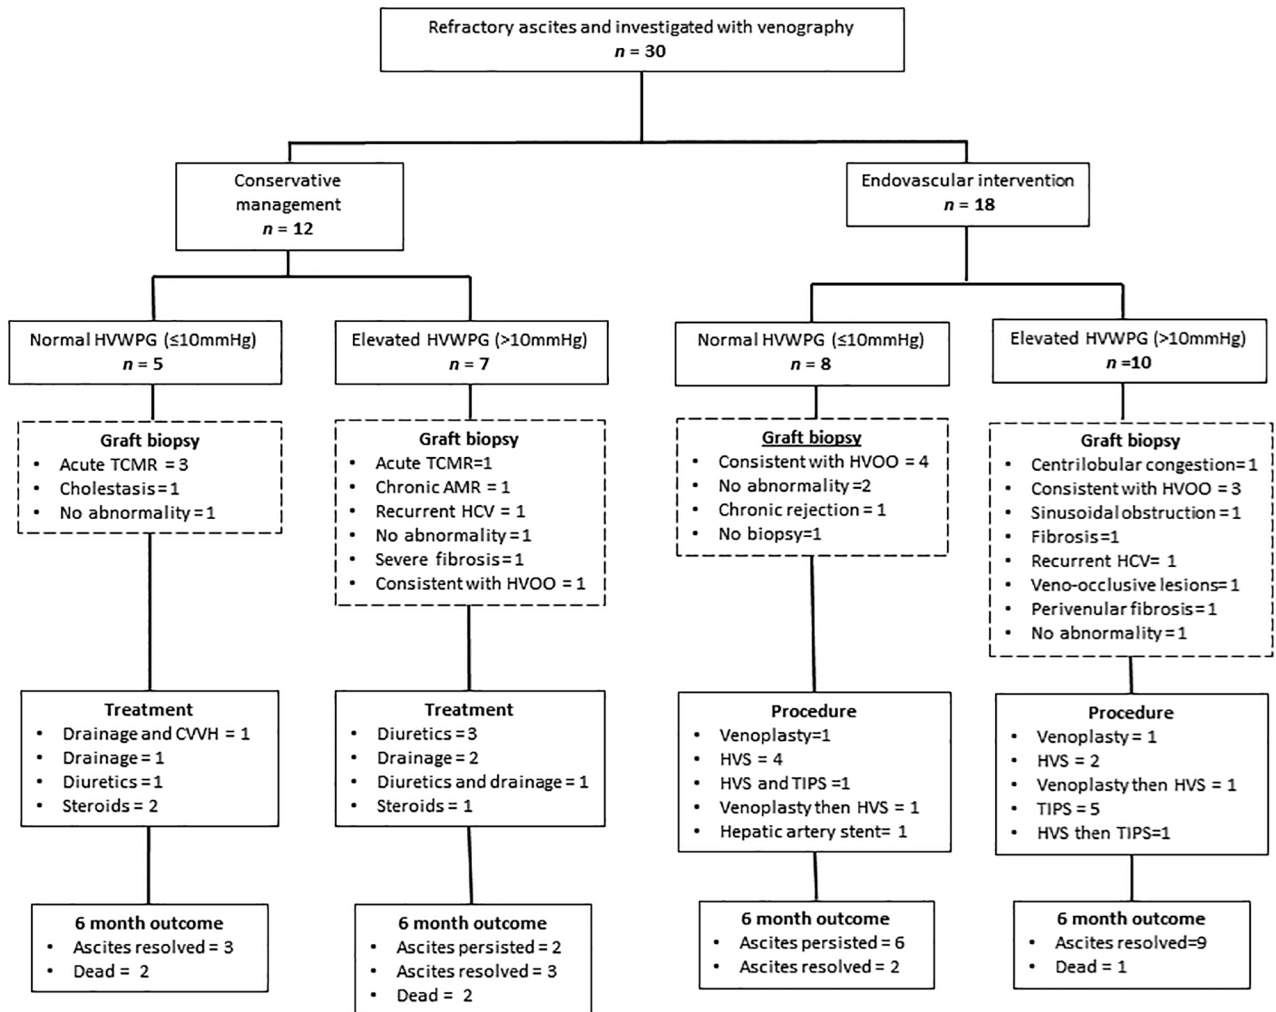 Refractory ascites and investigated with venography
n = 30
Conservative
management
n = 12
Endovascular intervention
n = 18
Normal HVWPG (≤10mmHg)
n = 5
Elevated HVWPG (>10mmHg)
n = 7
Normal HVWPG (≤10mmHg)
n = 8
Elevated HVWPG (>10mmHg)
n =10
Graft biopsy
• Acute TCMR = 3
• Cholestasis=1
• No abnormality=1
Graft biopsy
• Acute TCMR=1
• Chronic AMR = 1
• Recurrent HCV = 1
• No abnormality=1
• Severe fibrosis=1
• Consistent with HVOO = 1
Graft biopsy
• Consistent with HVOO = 4
• No abnormality=2
• Chronic rejection = 1
• No biopsy=1
Graft biopsy
• Centrilobular congestion=1
• Consistent with HVOO = 3
• Sinusoidal obstruction=1
• Fibrosis=1
• Recurrent HCV= 1
• Veno-occlusive lesions=1
• Perivenular fibrosis=1
• No abnormality=1
Treatment
• Drainage and CVVH = 1
• Drainage=1
• Diuretics=1
• Steroids = 2
Treatment
• Diuretics=3
• Drainage=2
• Diuretics and drainage=1
• Steroids = 1
Procedure
• Venoplasty=1
• HVS = 4
• HVS and TIPS =1
• Venoplasty then HVS = 1
• Hepatic artery stent= 1
Procedure
• Venoplasty = 1
• HVS = 2
• Venoplasty then HVS = 1
• TIPS = 5
• HVS then TIPS=1
6 month outcome
• Ascites resolved = 3
• Dead = 2
6 month outcome
• Ascites persisted = 2
• Ascites resolved = 3
• Dead = 2
6 month outcome
• Ascites persisted = 6
• Ascites resolved = 2
6 month outcome
• Ascites resolved=9
• Dead = 1